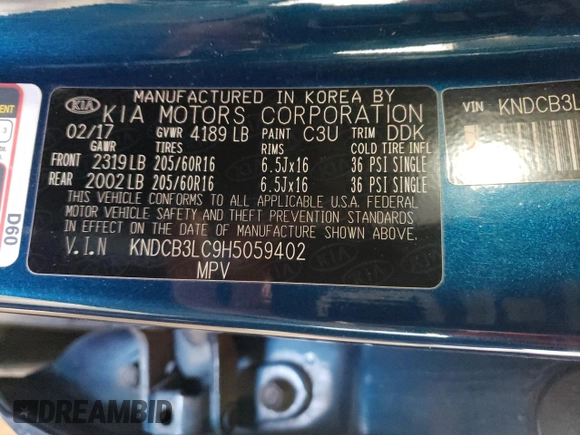 MANUFACTURED IN KOREA BY
KIA KIA MOTORS CORPORATION
02/17 GVWR 4189 LB PAINT C3U TRIM DDK
GAWR TIRES RIMS COLD TIRE INFL
FRONT 2319 LB 205/60R16 6.5Jx16 36 PSI SINGLE
REAR 2002 LB 205/60R16 6.5Jx16 36 PSI SINGLE
THIS VEHICLE CONFORMS TO ALL APPLICABLE U.S.A. FEDERAL
MOTOR VEHICLE SAFETY AND THEFT PREVENTION STANDARDS
IN EFFECT ON THE DATE OF MANUFACTURE SHOWN ABOVE.
V.I.N KNDCB3LC9H5059402
MPV
VIN KNDCB3L
D60
DREAMBID